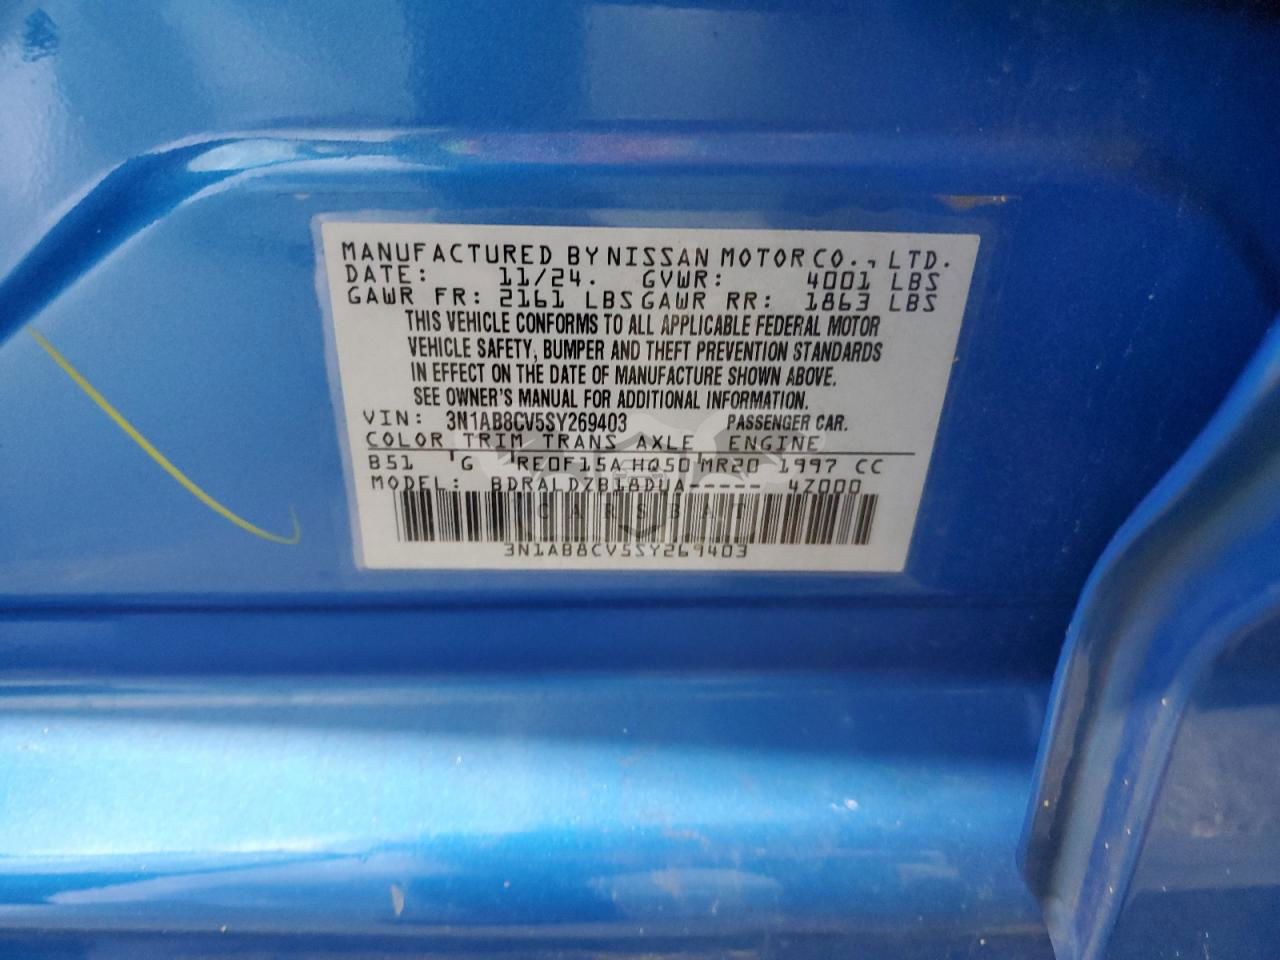 MANUFACTURED BY NISSAN MOTOR CO., LTD.
DATE: 11/24. GVWR: 4001 LBS
GAWR FR: 2161 LBS GAWR RR: 1863 LBS
THIS VEHICLE CONFORMS TO ALL APPLICABLE FEDERAL MOTOR
VEHICLE SAFETY, BUMPER AND THEFT PREVENTION STANDARDS
IN EFFECT ON THE DATE OF MANUFACTURE SHOWN ABOVE.
SEE OWNER'S MANUAL FOR ADDITIONAL INFORMATION.
VIN: 3N1AB8CV5SY269403 PASSENGER CAR.
COLOR TRIM TRANS AXLE ENGINE
B51 G RE0F15A HQ50 MR20 1997 CC
MODEL: BDRALDZB18DUA----- 4Z000
CARSBAT
3N1AB8CV5SY269403